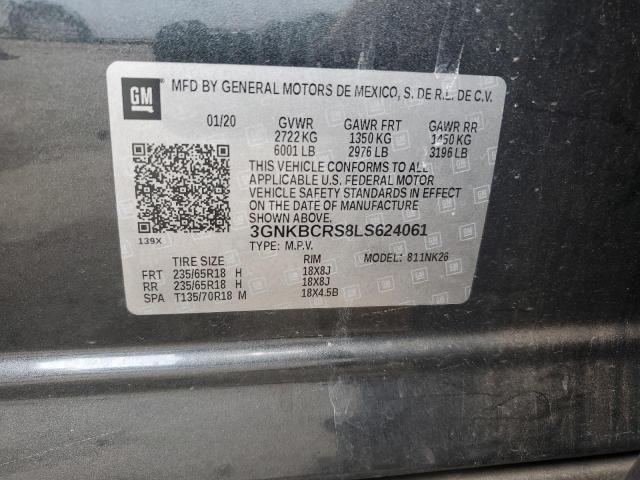 GM ® MFD BY GENERAL MOTORS DE MEXICO, S. DE R.L. DE C.V.
01/20 GVWR GAWR FRT GAWR RR
2722 KG 1350 KG 1450 KG
6001 LB 2976 LB 3196 LB
THIS VEHICLE CONFORMS TO ALL
APPLICABLE U.S. FEDERAL MOTOR
VEHICLE SAFETY STANDARDS IN EFFECT
ON THE DATE OF MANUFACTURE
SHOWN ABOVE.
3GNKBCRS8LS624061
139X TYPE: M.P.V. MODEL: 811NK26
TIRE SIZE RIM
FRT 235/65R18 H 18X8J
RR 235/65R18 H 18X8J
SPA T135/70R18 M 18X4.5B